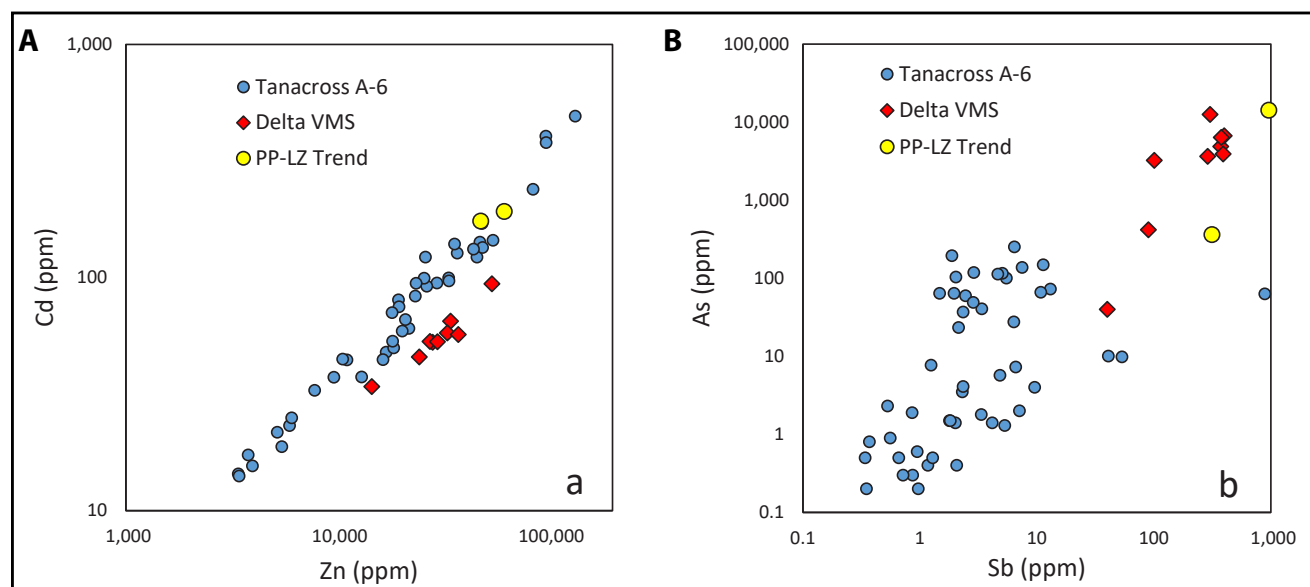 A
1,000
Tanacross A-6
Delta VMS
PP-LZ Trend
Cd (ppm)
100
a
10
1,000
10,000
100,000
Zn (ppm)
B
100,000
Tanacross A-6
Delta VMS
10,000
PP-LZ Trend
1,000
As (ppm)
100
10
1
b
0.1
0.1
1
10
100
1,000
Sb (ppm)